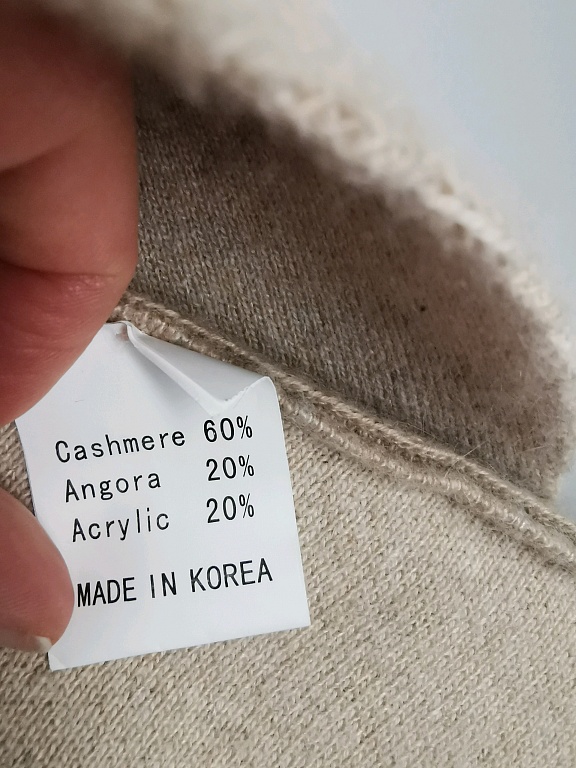 Cashmere 60%
Angora 20%
Acrylic 20%
MADE IN KOREA